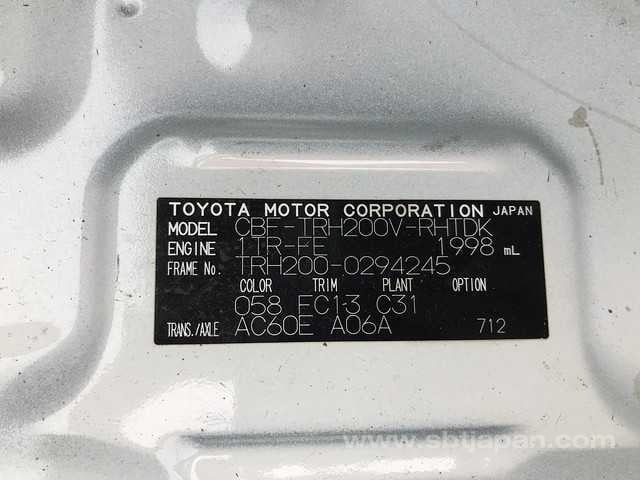 TOYOTA MOTOR CORPORATION JAPAN
MODEL CBF-TRH200V-RHTDK
ENGINE 1TR-FE 1998 mL
FRAME No. TRH200-0294245
COLOR TRIM PLANT OPTION
058 FC13 C31
TRANS./AXLE AC60E A06A 712
www.sbtjapan.com